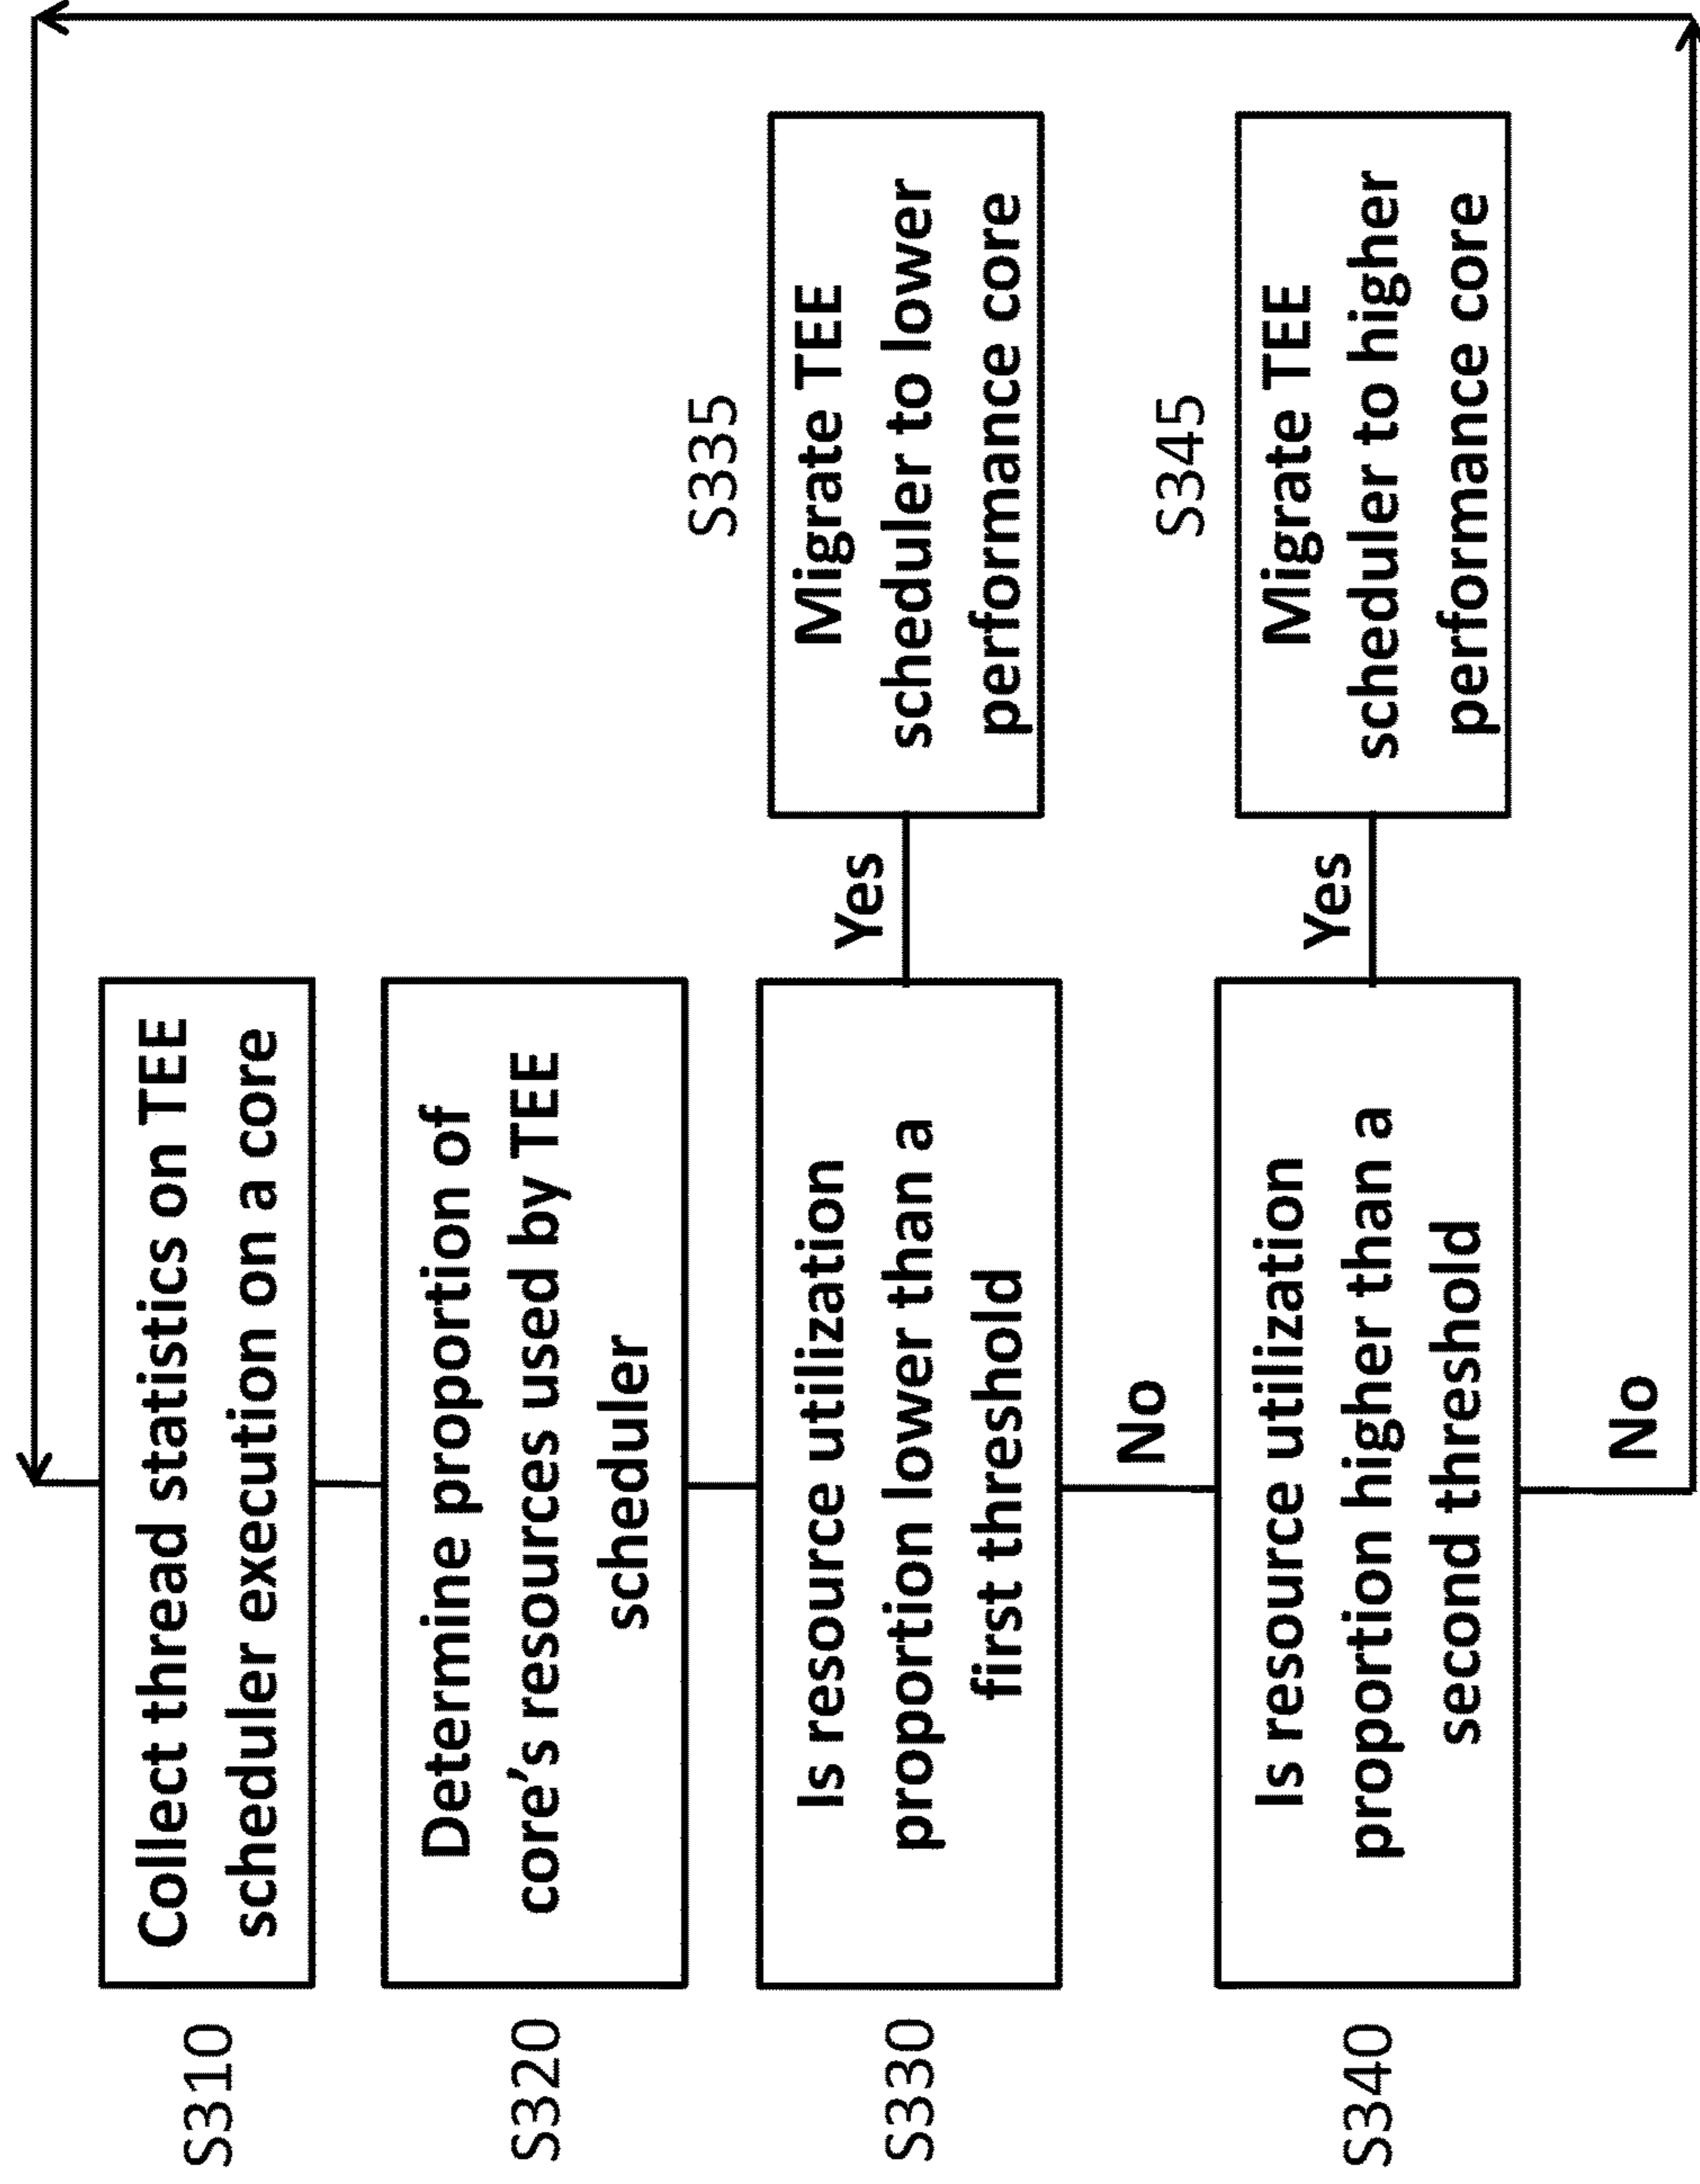 S310
Collect thread statistics on TEE
scheduler execution on a core
S320
Determine proportion of
core’s resources used by TEE
scheduler
S330
Is resource utilization
proportion lower than a
first threshold
Yes
S335
Migrate TEE
scheduler to lower
performance core
No
S340
Is resource utilization
proportion higher than a
second threshold
Yes
S345
Migrate TEE
scheduler to higher
performance core
No